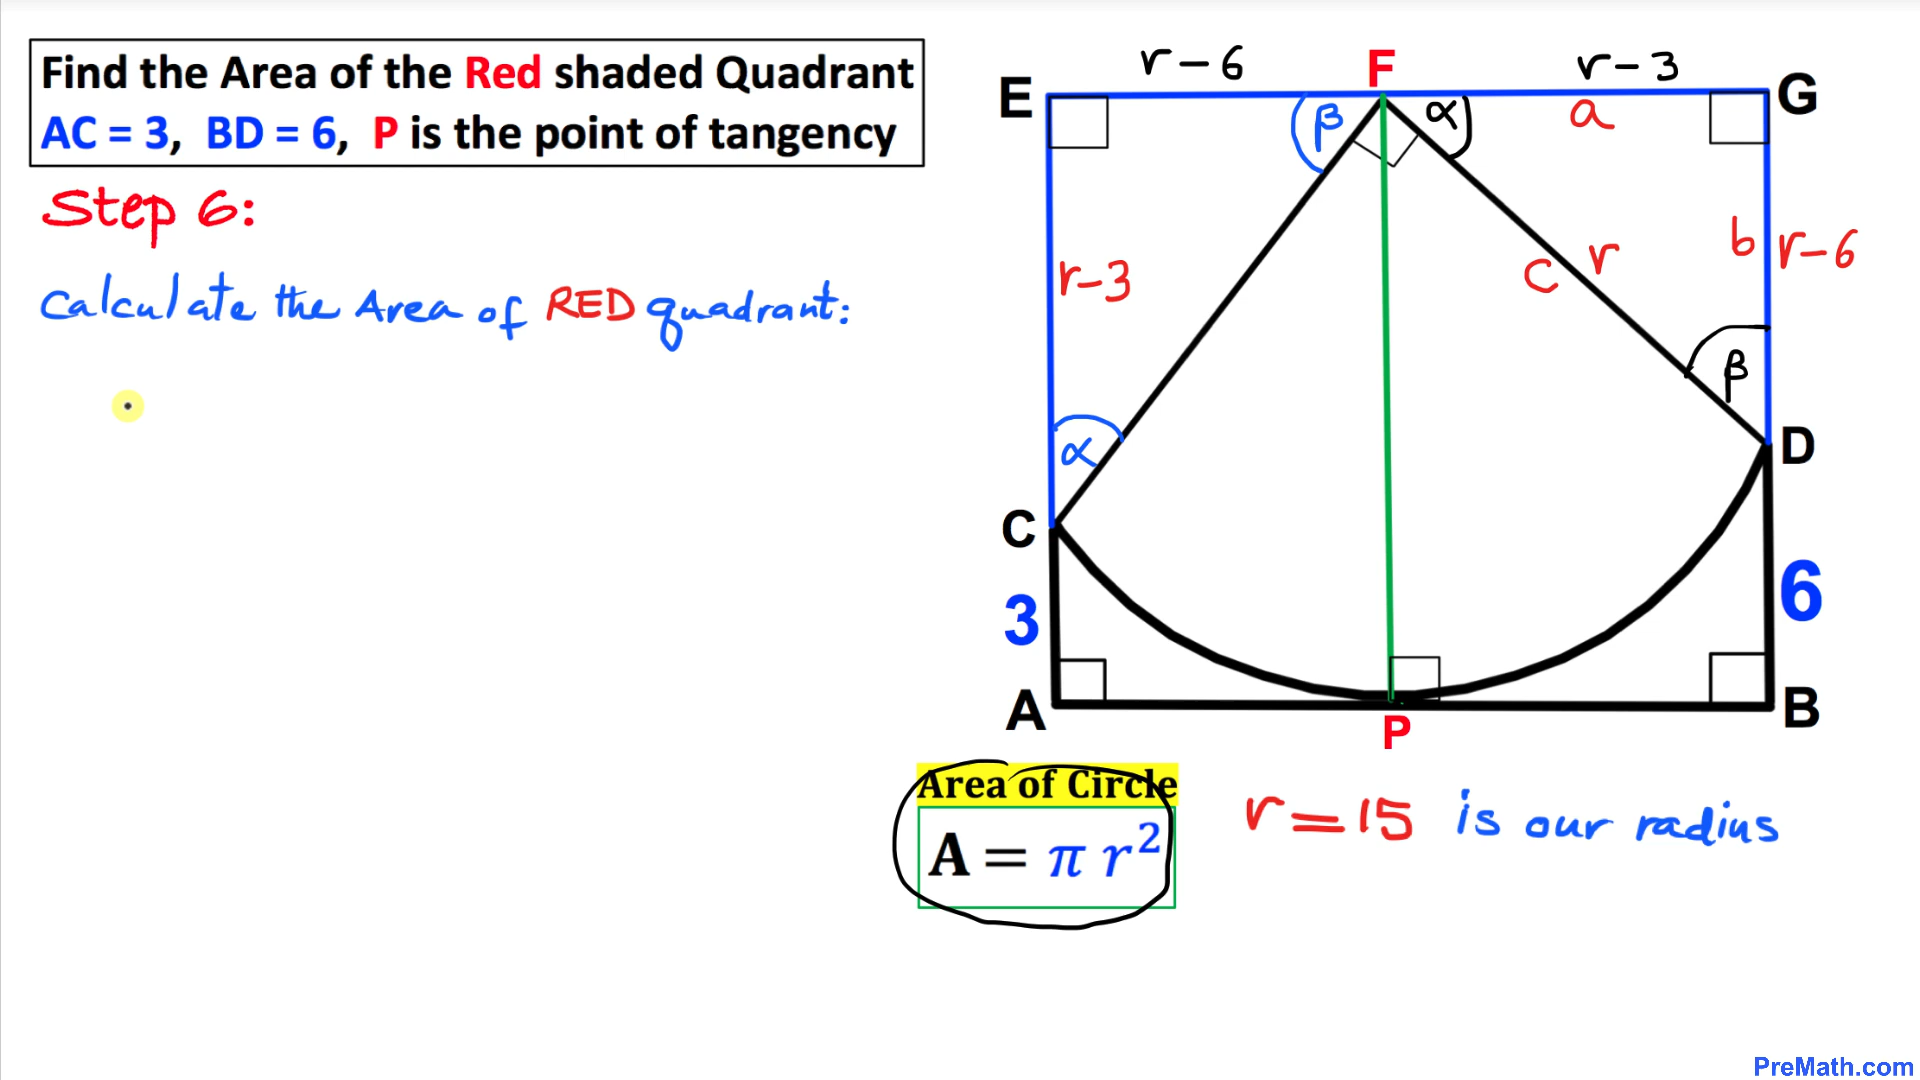 Find the Area of the Red shaded Quadrant
AC = 3, BD = 6, P is the point of tangency
Step 6:
Calculate the Area of RED quadrant:
r-6
F
r-3
E
β
α
a
G
r-3
c
r
b
r-6
α
β
C
D
3
6
A
P
B
Area of Circle
A = π r²
r=15 is our radius
PreMath.com